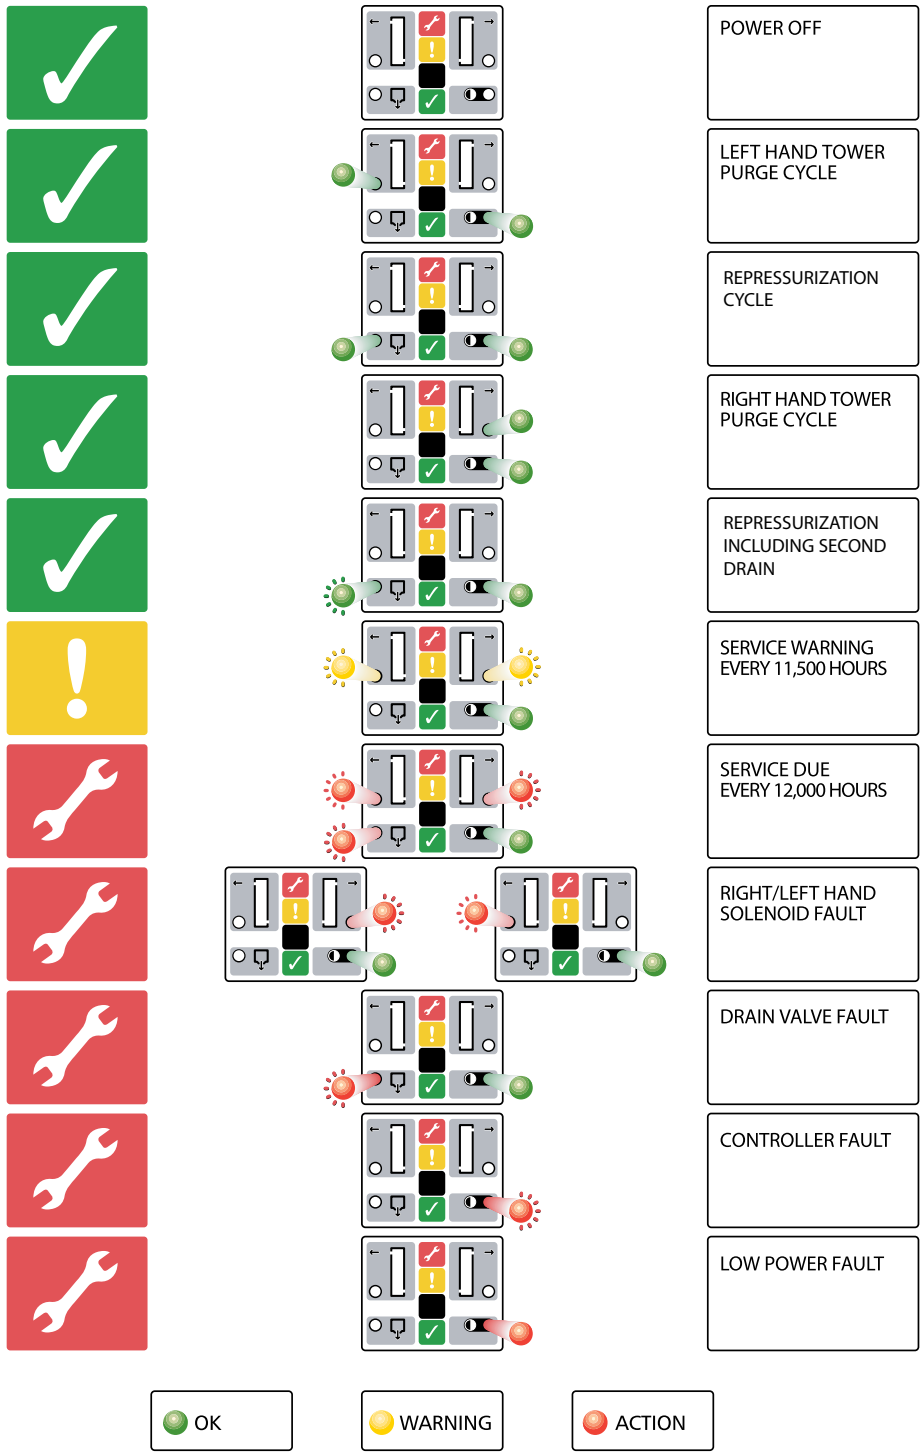 POWER OFF
LEFT HAND TOWER
PURGE CYCLE
REPRESSURIZATION
CYCLE
RIGHT HAND TOWER
PURGE CYCLE
REPRESSURIZATION
INCLUDING SECOND
DRAIN
SERVICE WARNING
EVERY 11,500 HOURS
SERVICE DUE
EVERY 12,000 HOURS
RIGHT/LEFT HAND
SOLENOID FAULT
DRAIN VALVE FAULT
CONTROLLER FAULT
LOW POWER FAULT
OK
WARNING
ACTION